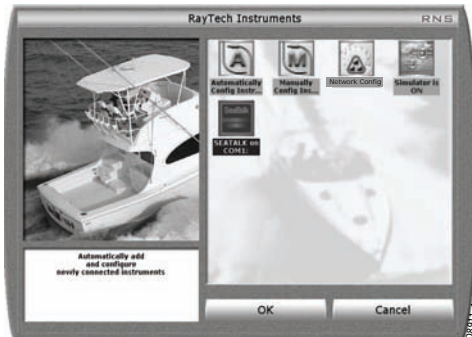 RayTech Instruments
RNS
Automatically
Config Instr...
Manually
Config Ins...
Network Config
Simulator is
ON
Seatalk
SEATALK on
COM1:
Automatically add
and configure
newly connected instruments
OK
Cancel